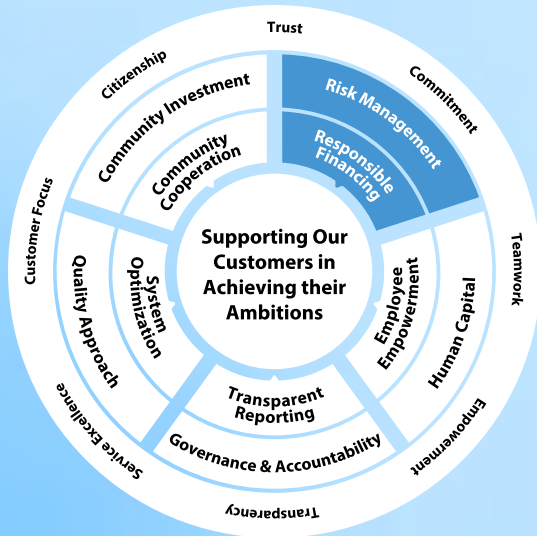 Trust
Commitment
Teamwork
Empowerment
Transparency
Service Excellence
Customer Focus
Citizenship
Risk Management
Responsible
Financing
Human Capital
Employee
Empowerment
Governance & Accountability
Transparent
Reporting
Quality Approach
System
Optimization
Community Investment
Community
Cooperation
Supporting Our
Customers in
Achieving their
Ambitions